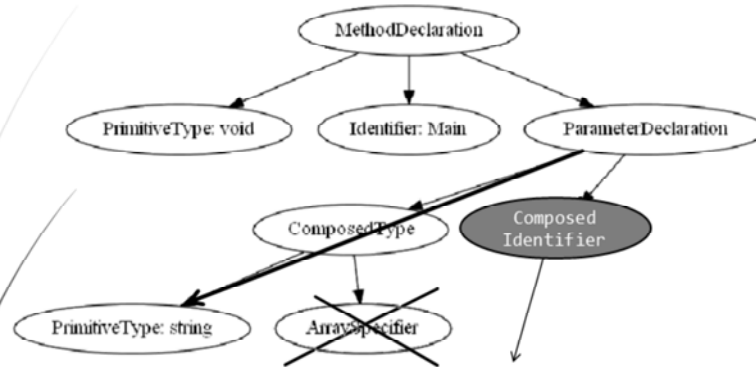 MethodDeclaration
PrimitiveType: void
Identifier: Main
ParameterDeclaration
ComposedType
Composed
Identifier
PrimitiveType: string
ArraySpecifier